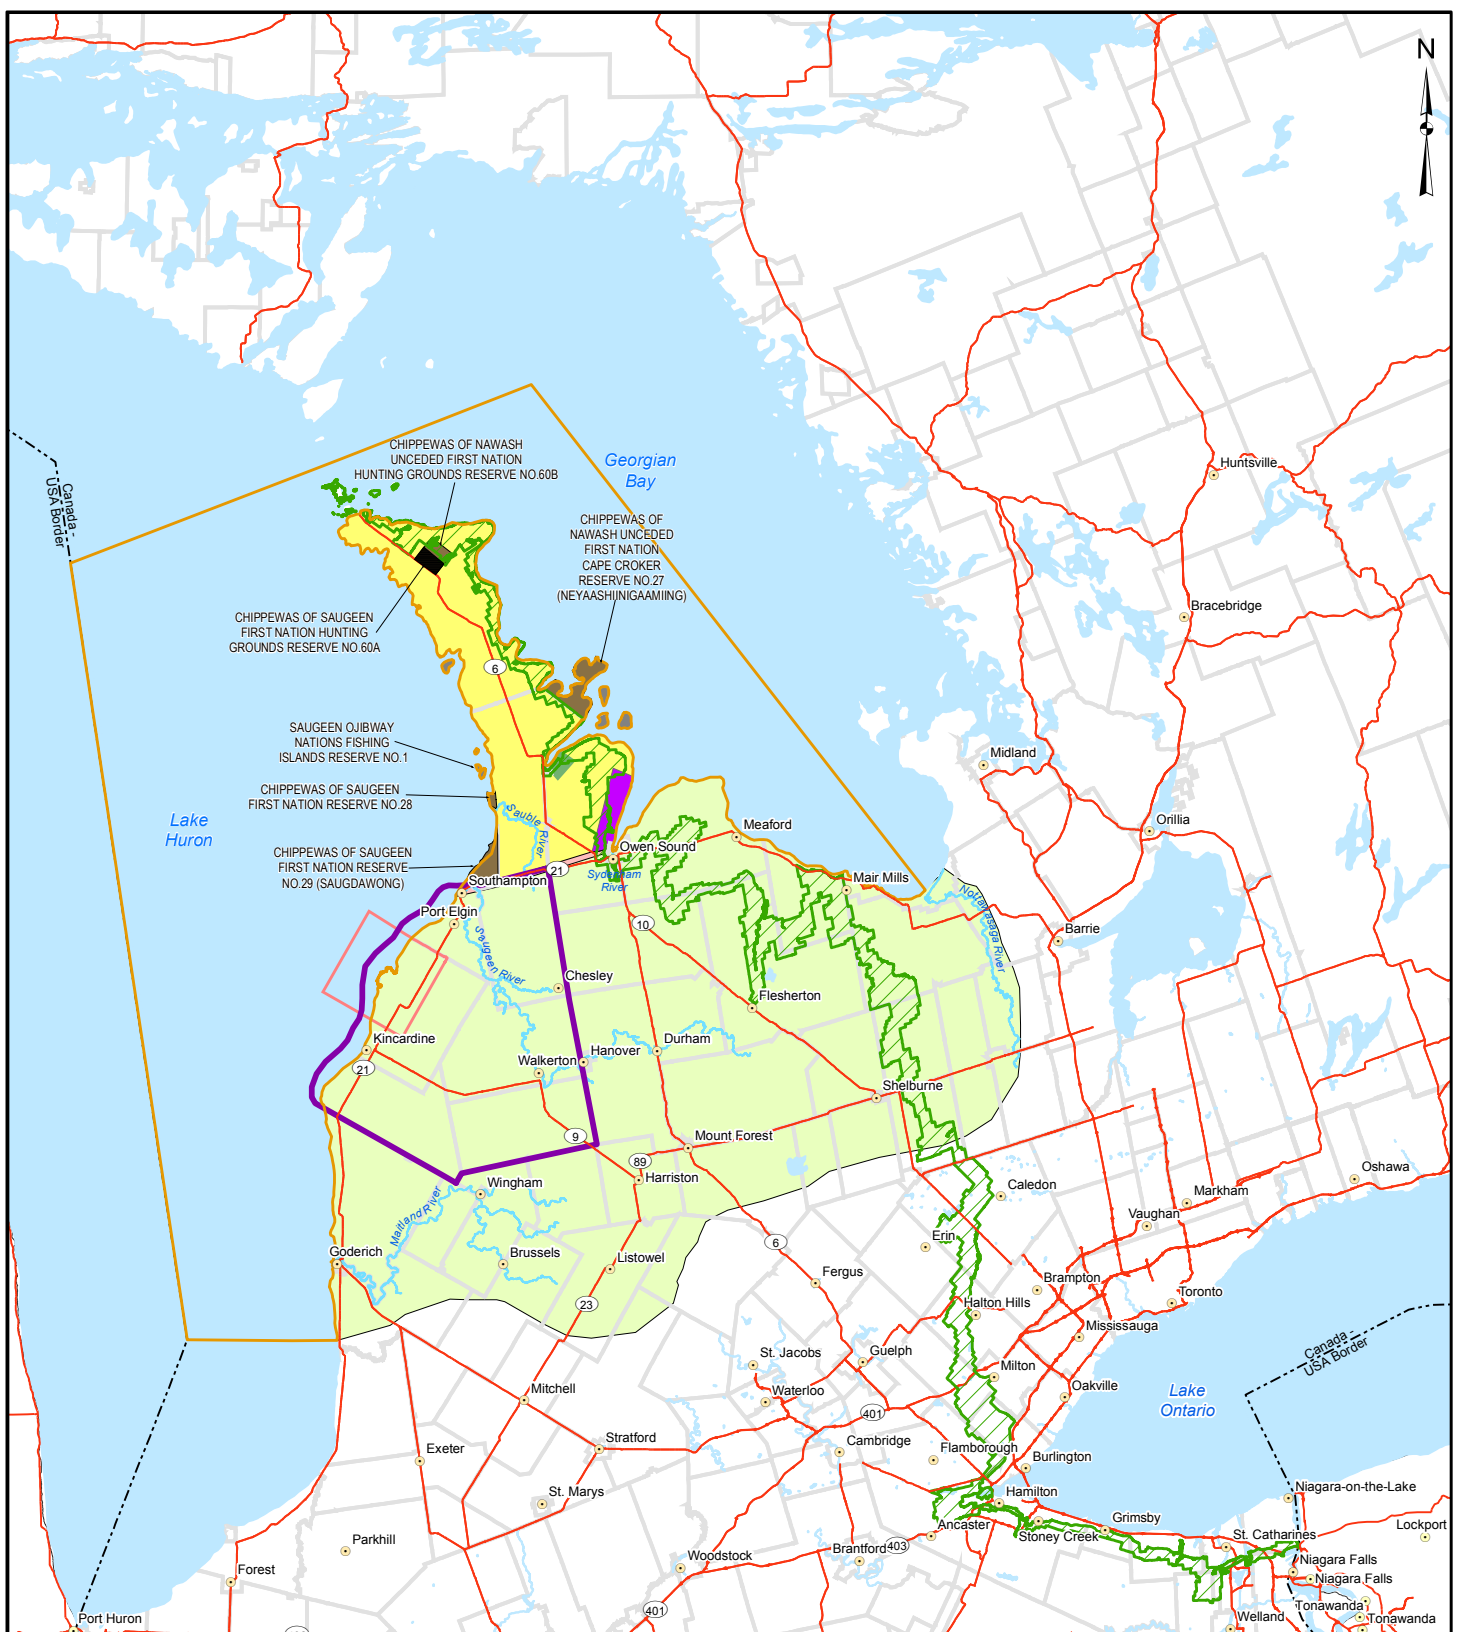 N
CHIPPEWAS OF NAWASH
UNCEDED FIRST NATION
HUNTING GROUNDS RESERVE NO.60B
Georgian
Bay
Huntsville
Canada -
USA Border
CHIPPEWAS OF
NAWASH UNCEDED
FIRST NATION
CAPE CROKER
RESERVE NO.27
(NEYAASHIINIGAAMIING)
Bracebridge
CHIPPEWAS OF SAUGEEN
FIRST NATION HUNTING
GROUNDS RESERVE NO.60A
6
SAUGEEN OJIBWAY
NATIONS FISHING
ISLANDS RESERVE NO.1
Midland
CHIPPEWAS OF SAUGEEN
FIRST NATION RESERVE NO.28
Lake
Huron
Sauble River
Meaford
Orillia
Owen Sound
CHIPPEWAS OF SAUGEEN
FIRST NATION RESERVE
NO.29 (SAUGDAWONG)
21
Sydenham
River
Southampton
Mair Mills
Nottawasaga River
Port Elgin
10
Barrie
Saugeen River
Chesley
Flesherton
Kincardine
21
Walkerton
Hanover
Durham
Shelburne
9
Mount Forest
89
Harriston
Wingham
Maitland River
Caledon
Oshawa
Markham
Vaughan
Goderich
Brussels
Listowel
6
Erin
Fergus
Brampton
23
Halton Hills
Toronto
Mississauga
Canada -
USA Border
St. Jacobs
Guelph
Milton
Mitchell
Waterloo
Oakville
Lake
Ontario
401
Stratford
Cambridge
Flamborough
Exeter
Burlington
St. Marys
Hamilton
Niagara-on-the-Lake
Grimsby
Ancaster
Stoney Creek
Lockport
Parkhill
St. Catharines
Brantford
403
Woodstock
Niagara Falls
Forest
Niagara Falls
401
Tonawanda
Port Huron
Welland
Tonawanda